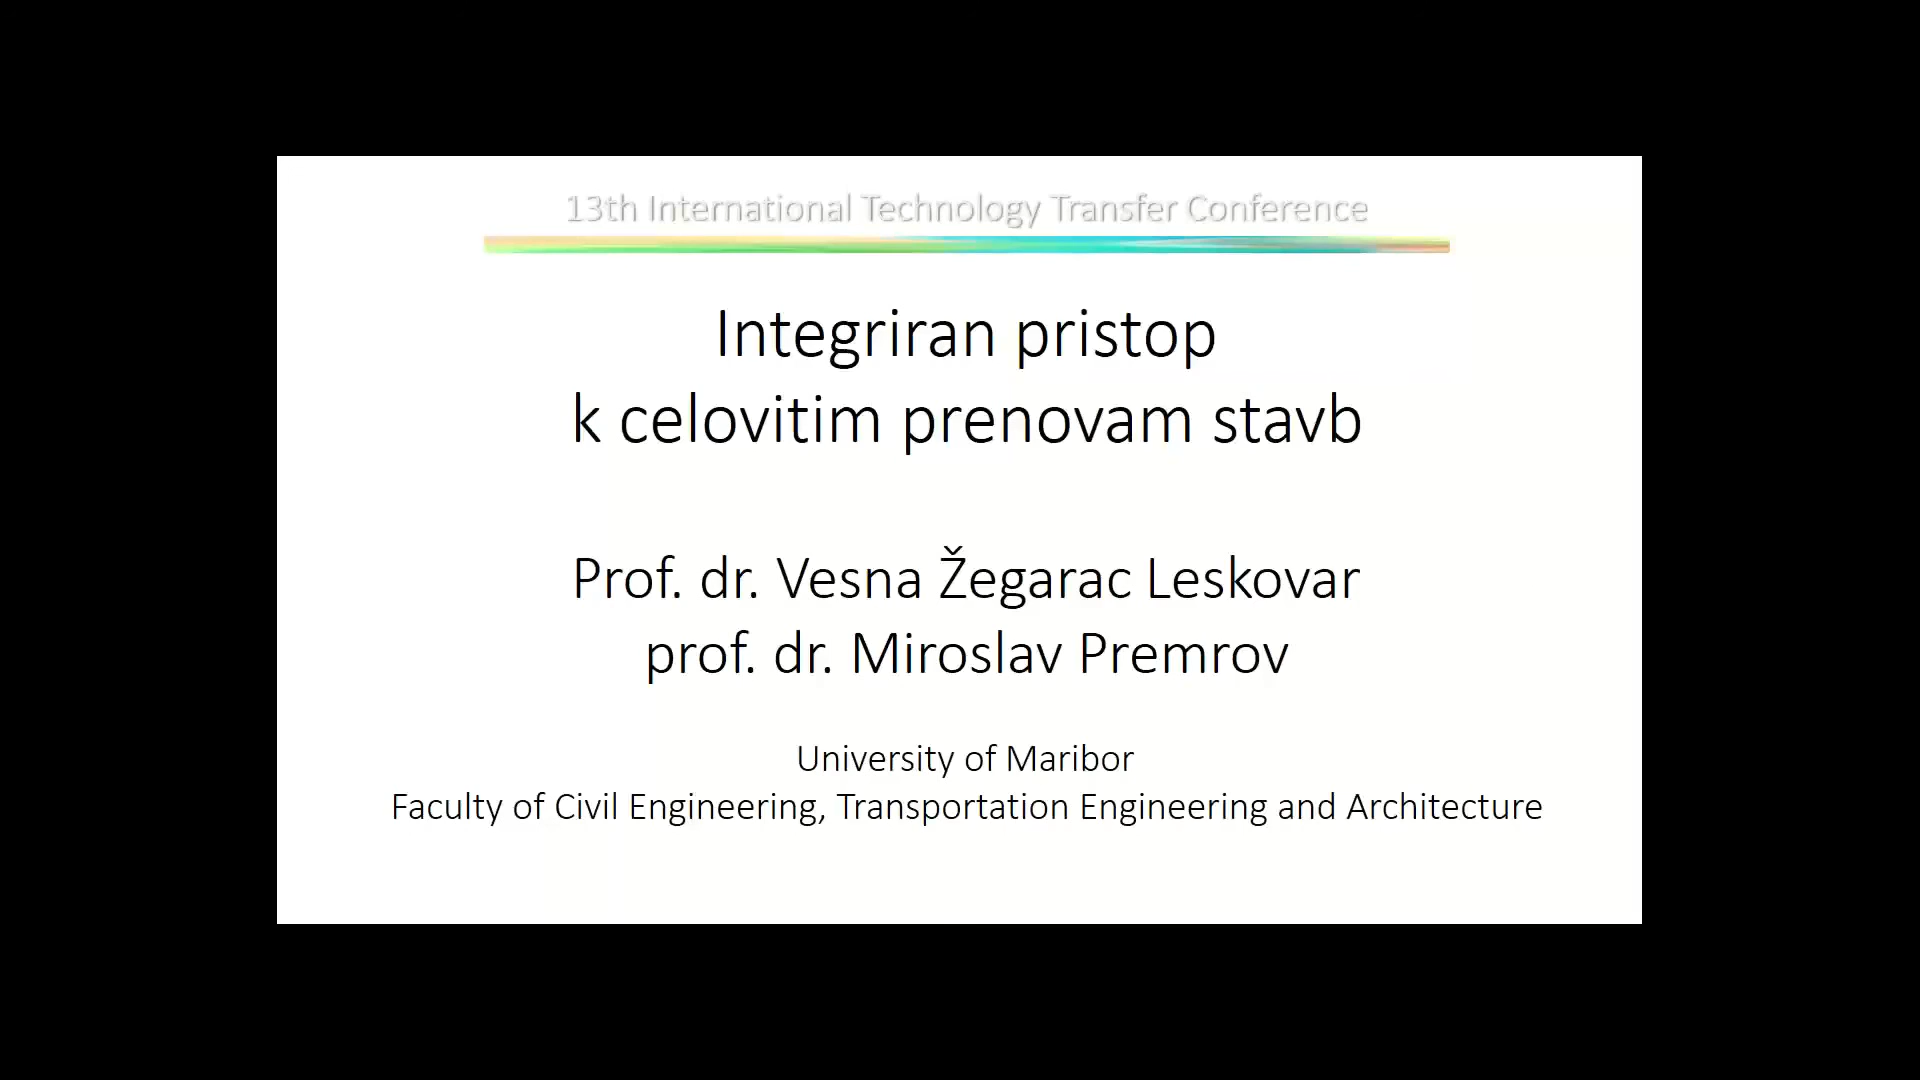 13th International Technology Transfer Conference
Integriran pristop
k celovitim prenovam stavb
Prof. dr. Vesna Žegarac Leskovar
prof. dr. Miroslav Premrov
University of Maribor
Faculty of Civil Engineering, Transportation Engineering and Architecture